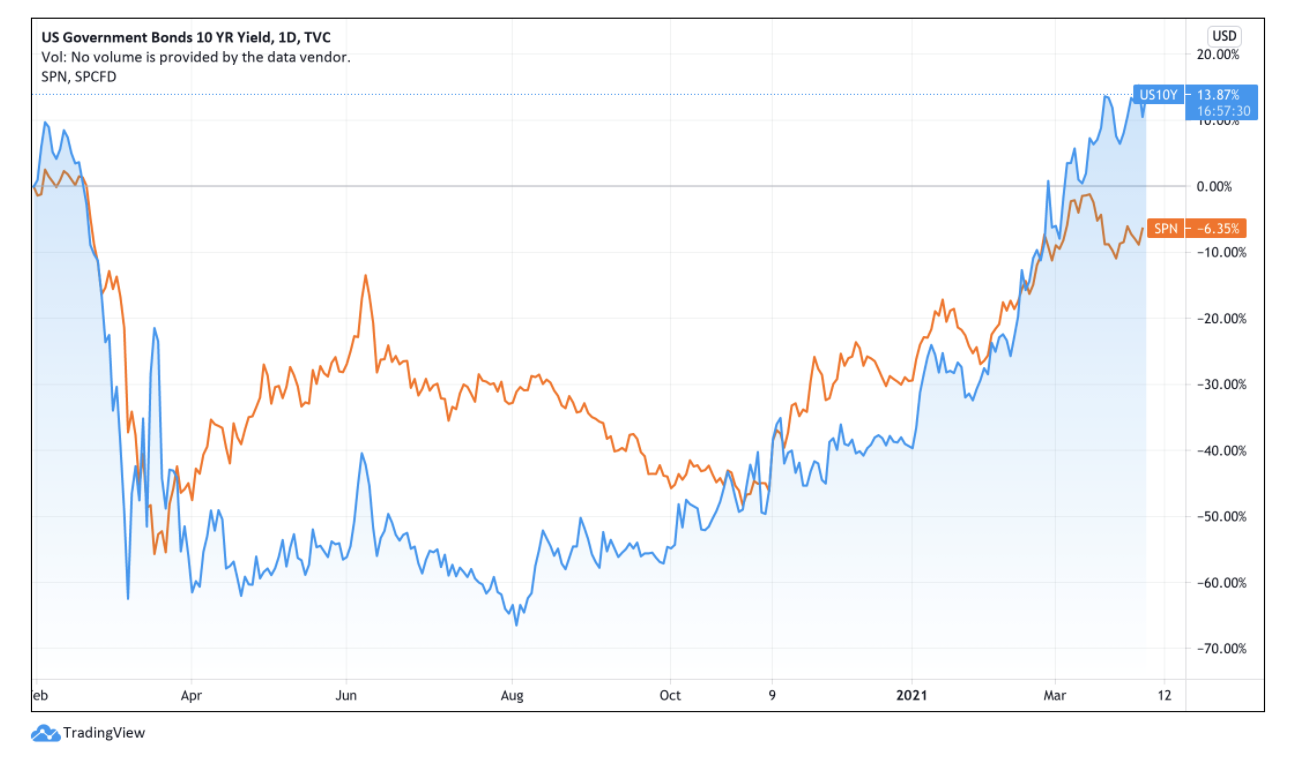 US Government Bonds 10 YR Yield, 1D, TVC
Vol: No volume is provided by the data vendor.
SPN, SPCFD
USD
20.00%
US10Y 13.87%
16:57:30
10.00%
0.00%
SPN −6.35%
−10.00%
−20.00%
−30.00%
−40.00%
−50.00%
−60.00%
−70.00%
eb Apr Jun Aug Oct 9 2021 Mar 12
TradingView